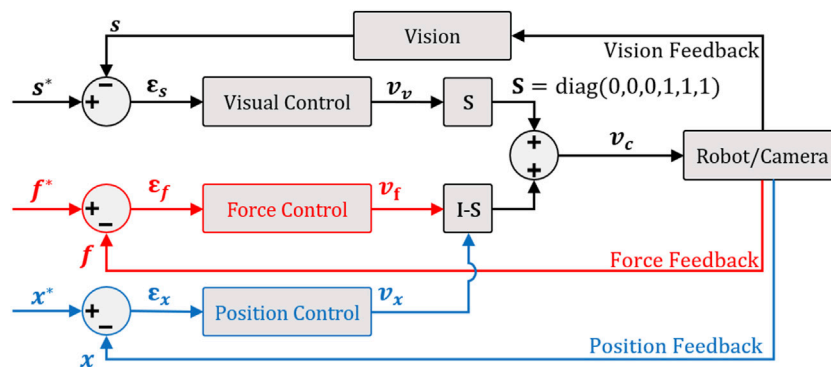 s
Vision
Vision Feedback
s*
−
+
εs
Visual Control
vv
S
S = diag(0,0,0,1,1,1)
+
+
vc
Robot/Camera
f*
+
−
εf
Force Control
vf
I-S
f
Force Feedback
x*
+
−
εx
Position Control
vx
x
Position Feedback